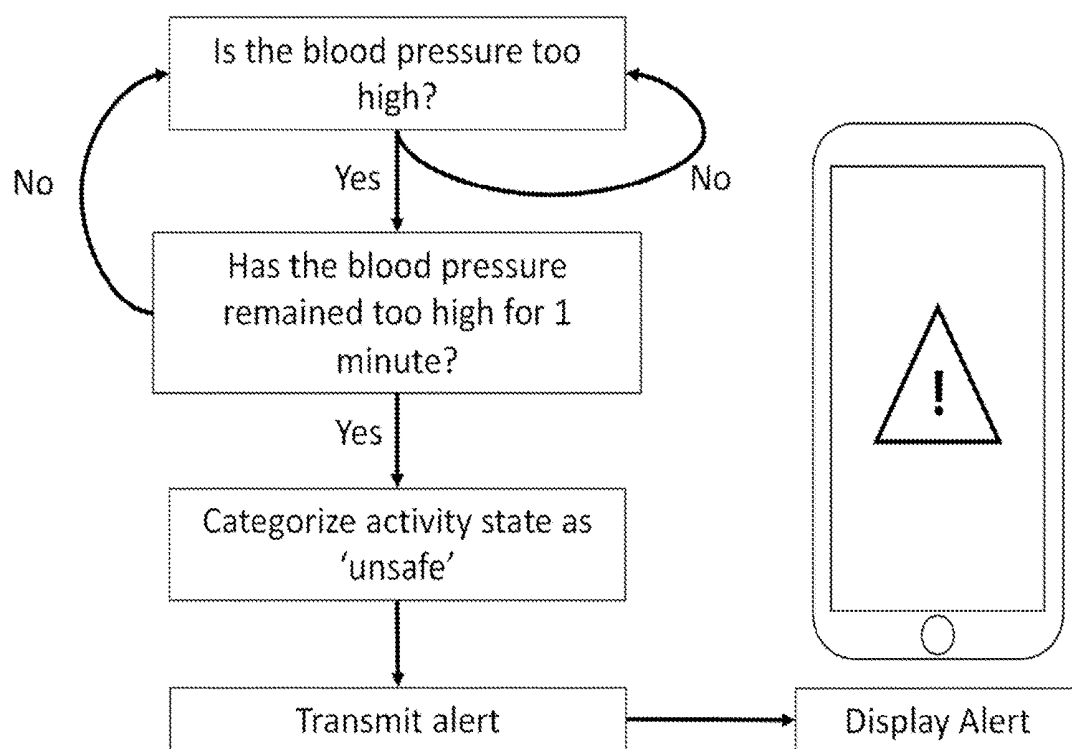 Is the blood pressure too
high?
No
Yes
No
Has the blood pressure
remained too high for 1
minute?
Yes
Categorize activity state as
‘unsafe’
!
Transmit alert
Display Alert